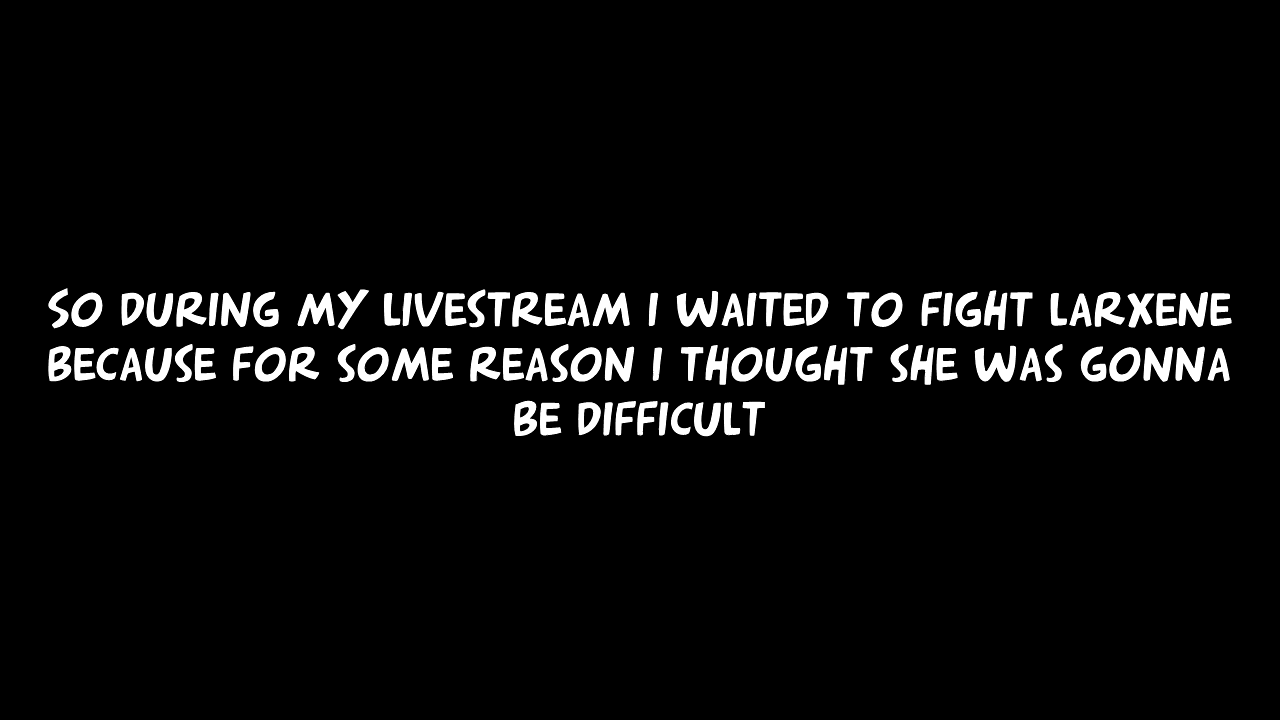 SO DURING MY LIVESTREAM I WAITED TO FIGHT LARXENE
BECAUSE FOR SOME REASON I THOUGHT SHE WAS GONNA
BE DIFFICULT